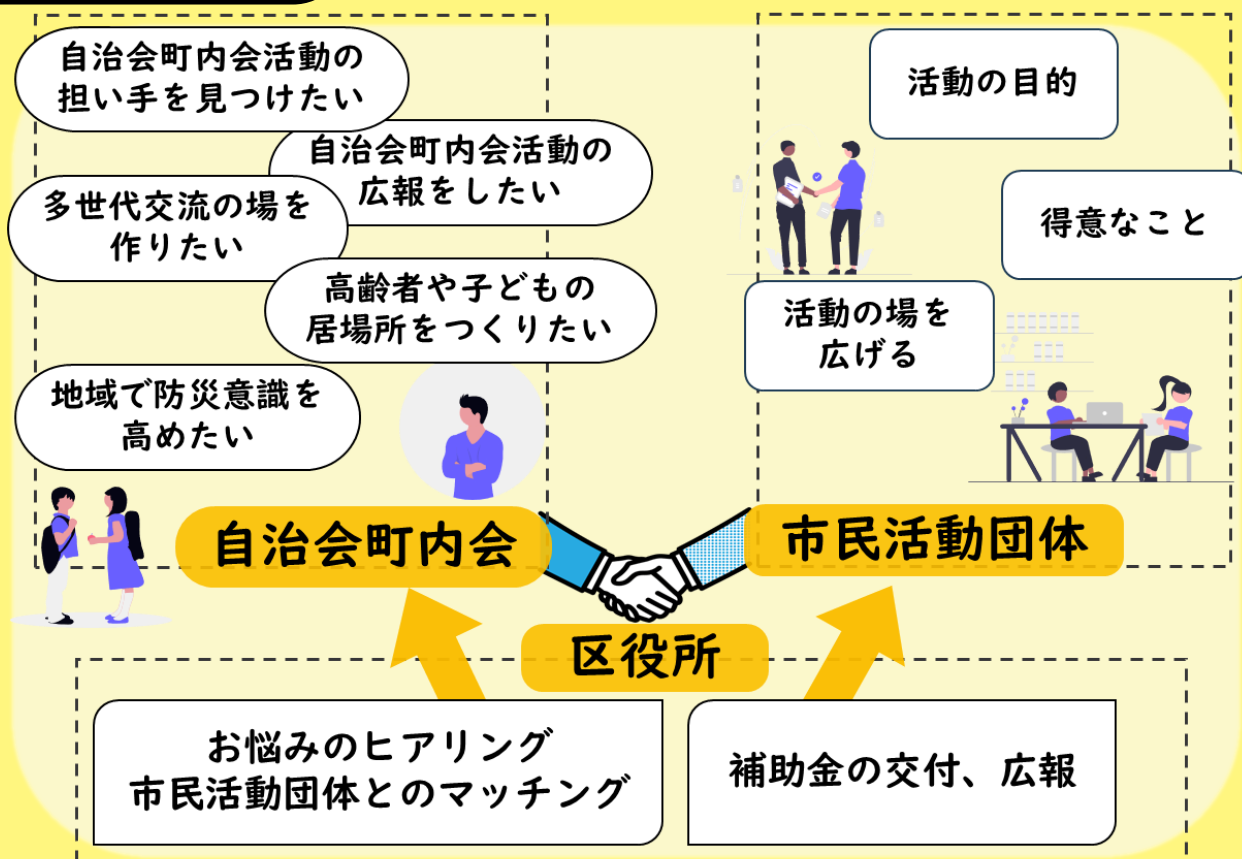 自治会町内会活動の
担い手を見つけたい
自治会町内会活動の
広報をしたい
多世代交流の場を
作りたい
高齢者や子どもの
居場所をつくりたい
地域で防災意識を
高めたい
自治会町内会
活動の目的
得意なこと
活動の場を
広げる
市民活動団体
区役所
お悩みのヒアリング
市民活動団体とのマッチング
補助金の交付、広報